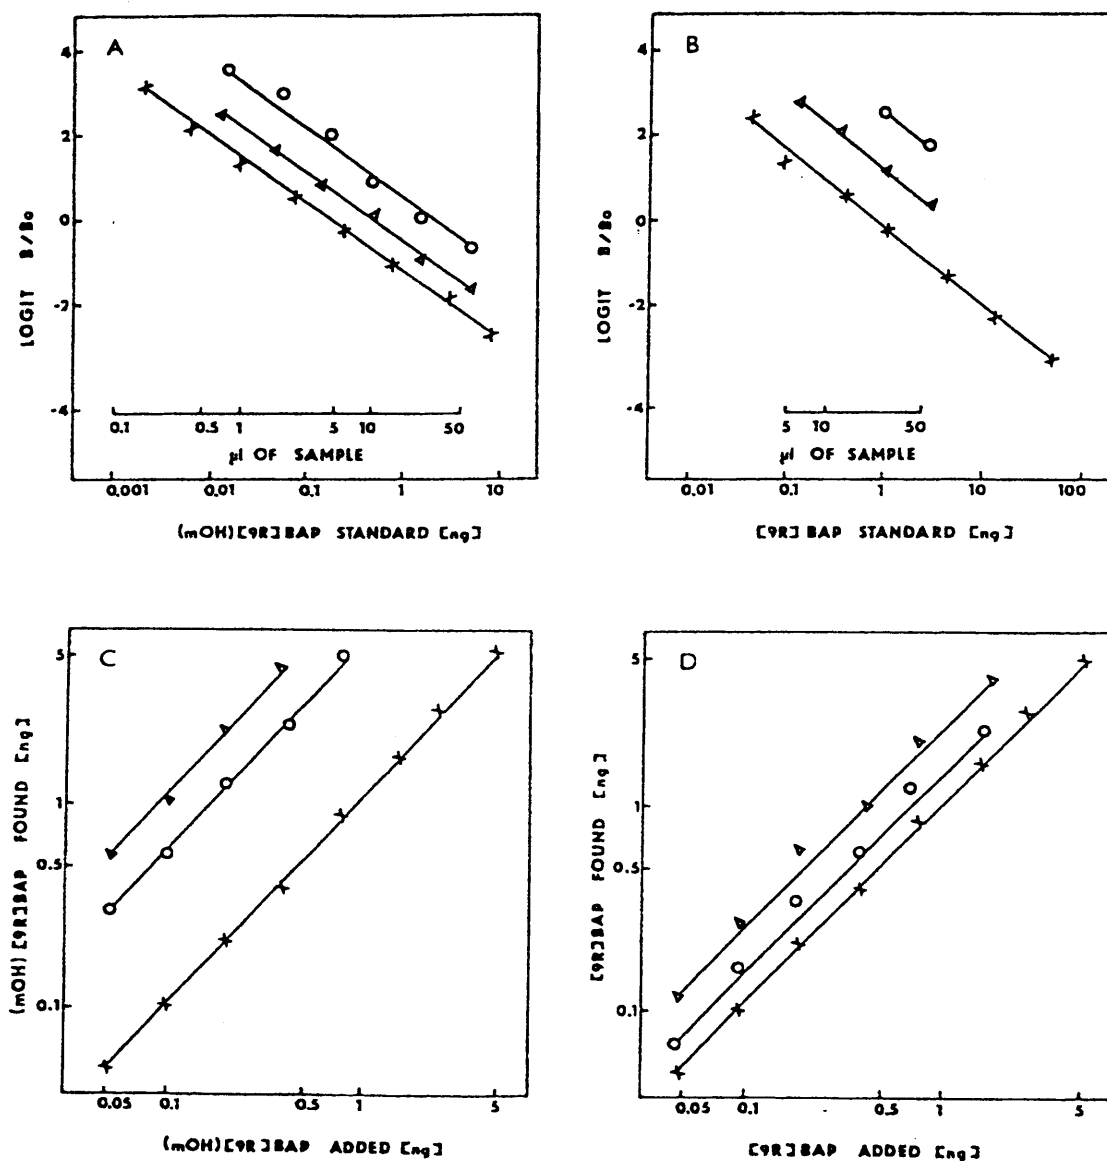 A
4
2
0
-2
-4
LOGIT B/Bo
0.1 0.5 1 5 10 50
µl OF SAMPLE
0.001 0.01 0.1 1 10
(mOH)[9R]BAP STANDARD [ng]
B
4
2
0
-2
-4
LOGIT B/Bo
5 10 50
µl OF SAMPLE
0.01 0.1 1 10 100
[9R]BAP STANDARD [ng]
C
5
1
0.5
0.1
(mOH)[9R]BAP FOUND [ng]
0.05 0.1 0.5 1 5
(mOH)[9R]BAP ADDED [ng]
D
5
1
0.5
0.1
[9R]BAP FOUND [ng]
0.05 0.1 0.5 1 5
[9R]BAP ADDED [ng]